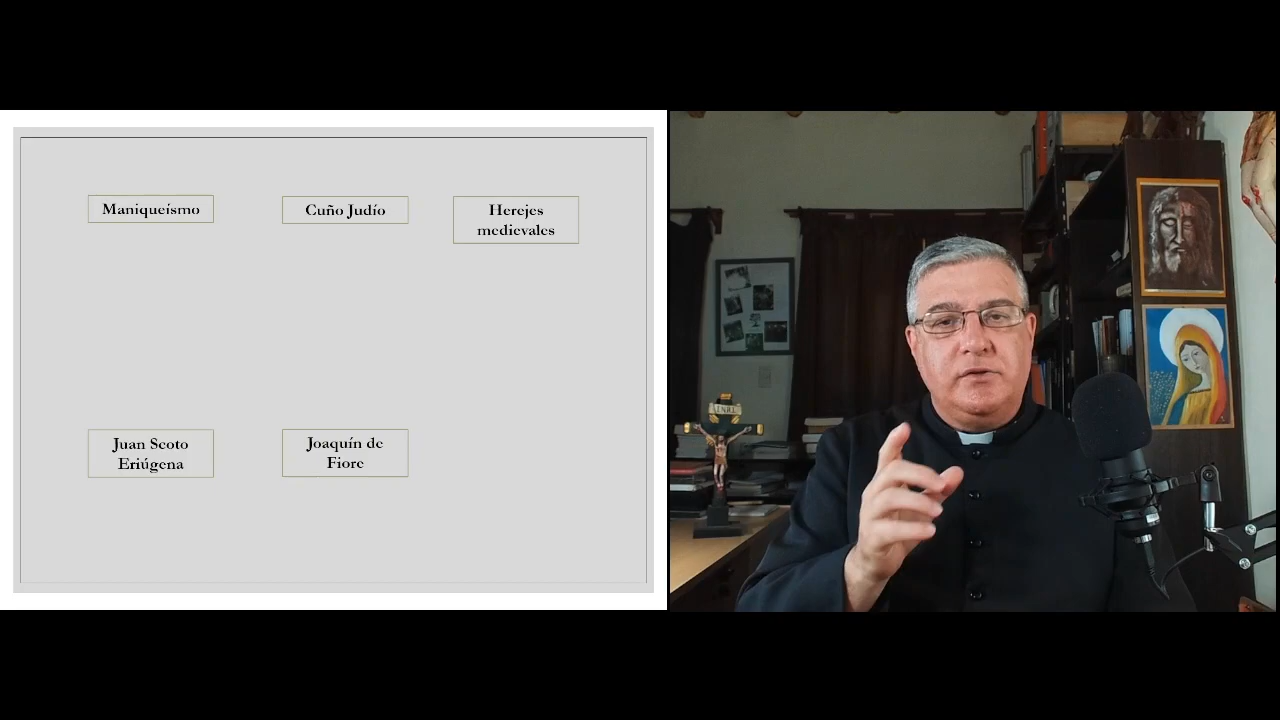 Maniqueísmo
Cuño Judío
Herejes
medievales
Juan Scoto
Eriúgena
Joaquín de
Fiore
I.N.R.I.